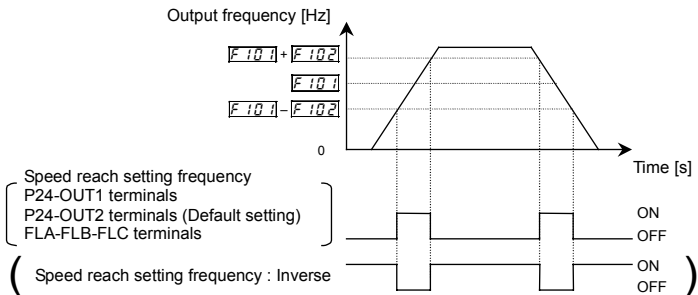 Output frequency [Hz]
F101 + F102
F101
F101 – F102
0
Time [s]
Speed reach setting frequency
P24-OUT1 terminals
P24-OUT2 terminals (Default setting)
FLA-FLB-FLC terminals
ON
OFF
( Speed reach setting frequency : Inverse )
ON
OFF